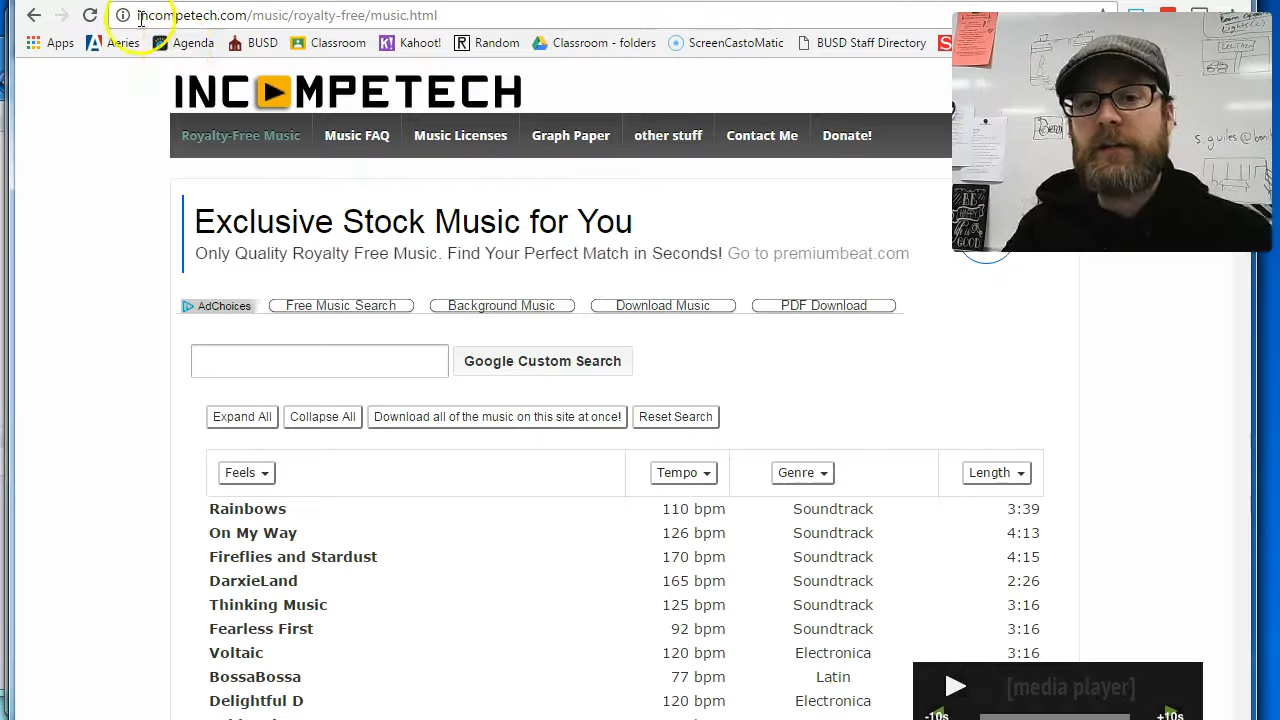 incompetech.com/music/royalty-free/music.html
Apps Aeries Agenda Classroom Kahoot Random Classroom - folders ScreenCastoMatic BUSD Staff Directory
INCOMPETECH
Royalty-Free Music Music FAQ Music Licenses Graph Paper other stuff Contact Me Donate!
Exclusive Stock Music for You
Only Quality Royalty Free Music. Find Your Perfect Match in Seconds! Go to premiumbeat.com
AdChoices Free Music Search Background Music Download Music PDF Download
Google Custom Search
Expand All Collapse All Download all of the music on this site at once! Reset Search
Feels Tempo Genre Length
Rainbows 110 bpm Soundtrack 3:39
On My Way 126 bpm Soundtrack 4:13
Fireflies and Stardust 170 bpm Soundtrack 4:15
DarxieLand 165 bpm Soundtrack 2:26
Thinking Music 125 bpm Soundtrack 3:16
Fearless First 92 bpm Soundtrack 3:16
Voltaic 120 bpm Electronica 3:16
BossaBossa 77 bpm Latin
Delightful D 120 bpm Electronica
[media player]
-10s +10s
s.guiles@boni
BE
HAPPY
LIFE IS
GOOD